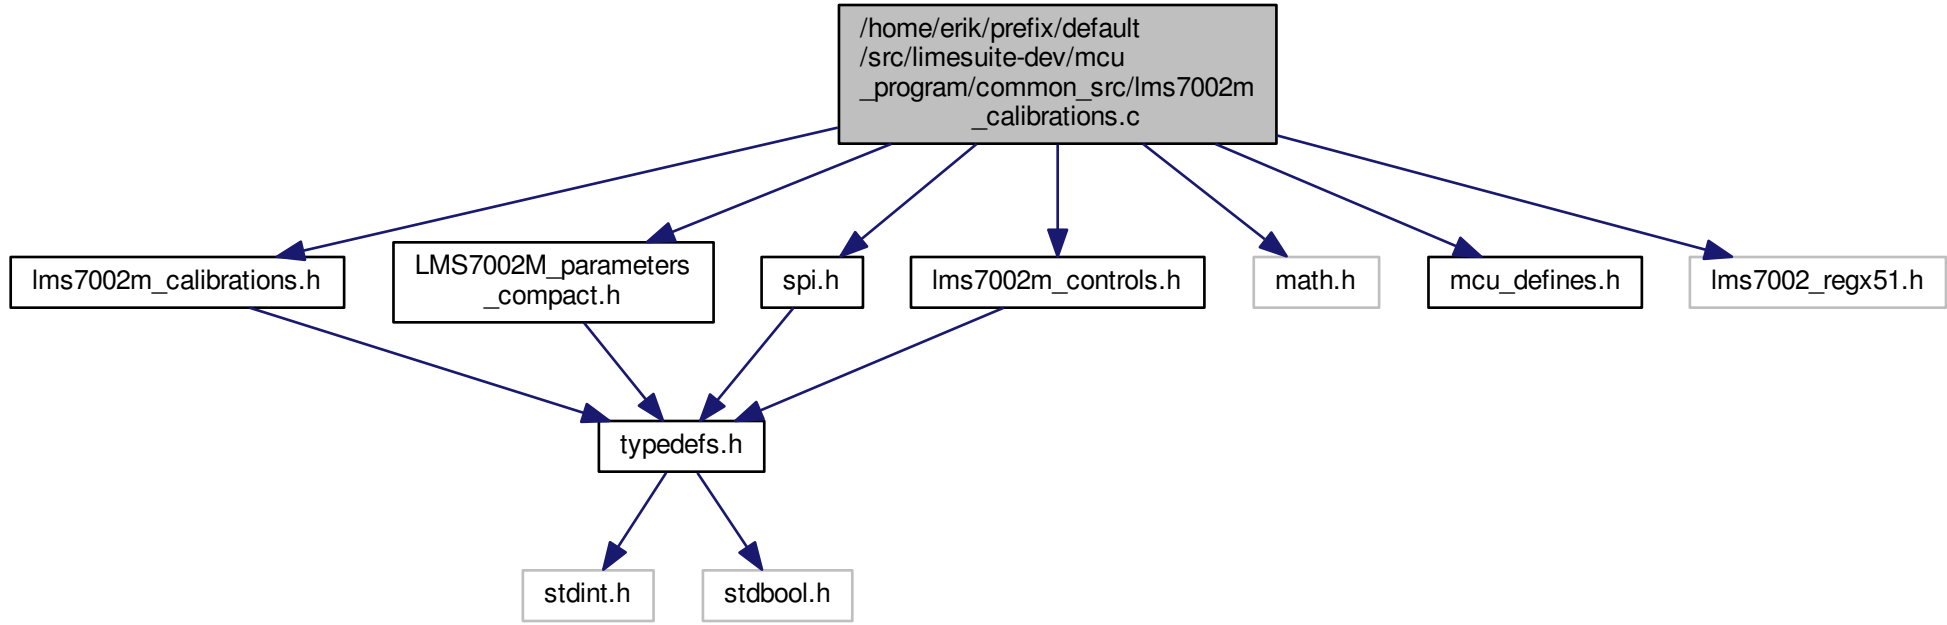 /home/erik/prefix/default
/src/limesuite-dev/mcu
_program/common_src/lms7002m
_calibrations.c
lms7002m_calibrations.h
LMS7002M_parameters
_compact.h
spi.h
lms7002m_controls.h
math.h
mcu_defines.h
lms7002_regx51.h
typedefs.h
stdint.h
stdbool.h